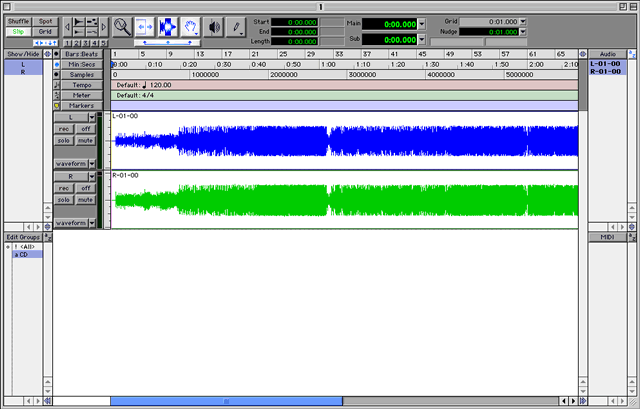 1
Shuffle Spot
Slip Grid
1 2 3 4 5
Start 0:00.000
End 0:00.000
Length 0:00.000
Main 0:00.000
Sub 0:00.000
Grid 0:01.000
Nudge 0:01.000
Show/Hide
L
R
Bars:Beats 1 5 9 13 17 21 25 29 33 37 41 45 49 53 57 61 65
Min:Secs 0:00 0:10 0:20 0:30 0:40 0:50 1:00 1:10 1:20 1:30 1:40 1:50 2:00 2:10
Samples 0 1000000 2000000 3000000 4000000 5000000
Tempo Default: ♩ 120.00
Meter Default: 4/4
Markers
Audio
L-01-00
R-01-00
L
rec off
solo mute
waveform
L-01-00
R
rec off
solo mute
waveform
R-01-00
Edit Groups
! <All>
a CD
MIDI